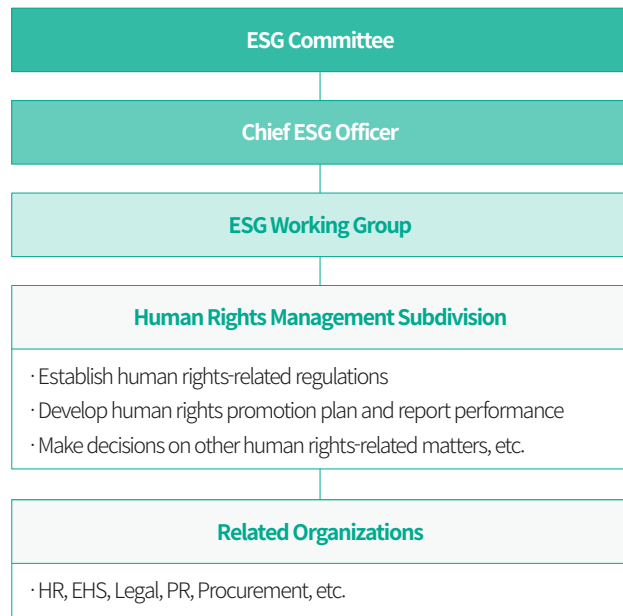 ESG Committee
Chief ESG Officer
ESG Working Group
Human Rights Management Subdivision
· Establish human rights-related regulations
· Develop human rights promotion plan and report performance
· Make decisions on other human rights-related matters, etc.
Related Organizations
· HR, EHS, Legal, PR, Procurement, etc.